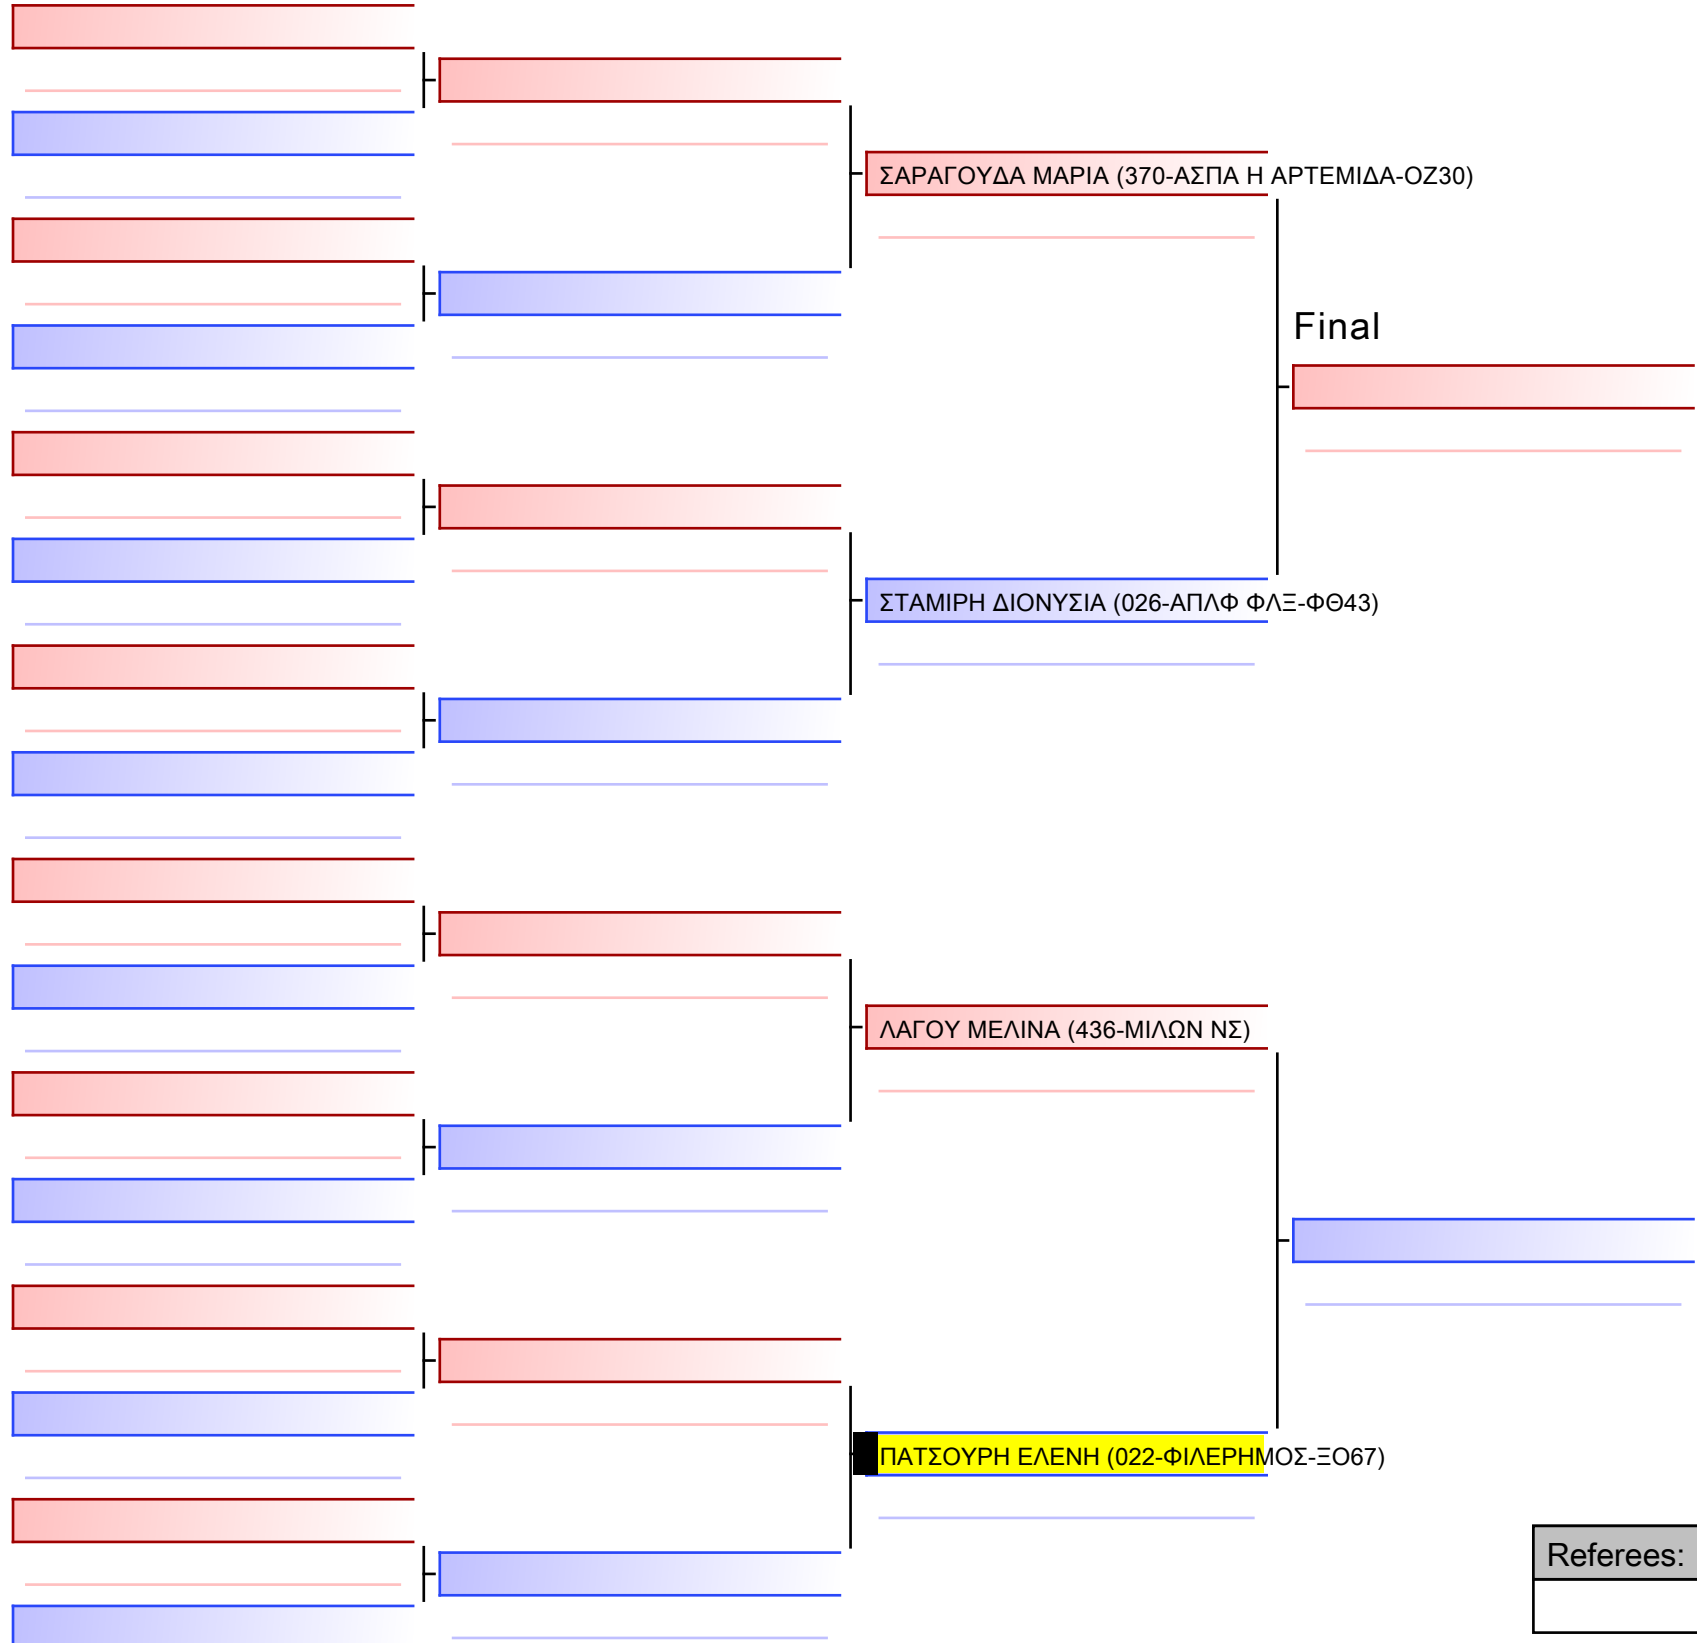 ΣΑΡΑΓΟΥΔΑ ΜΑΡΙΑ (370-ΑΣΠΑ Η ΑΡΤΕΜΙΔΑ-ΟΖ30)
Final
ΣΤΑΜΙΡΗ ΔΙΟΝΥΣΙΑ (026-ΑΠΛΦ ΦΛΞ-ΦΘ43)
ΛΑΓΟΥ ΜΕΛΙΝΑ (436-ΜΙΛΩΝ ΝΣ)
ΠΑΤΣΟΥΡΗ ΕΛΕΝΗ (022-ΦΙΛΕΡΗΜΟΣ-ΞΟ67)
Referees: